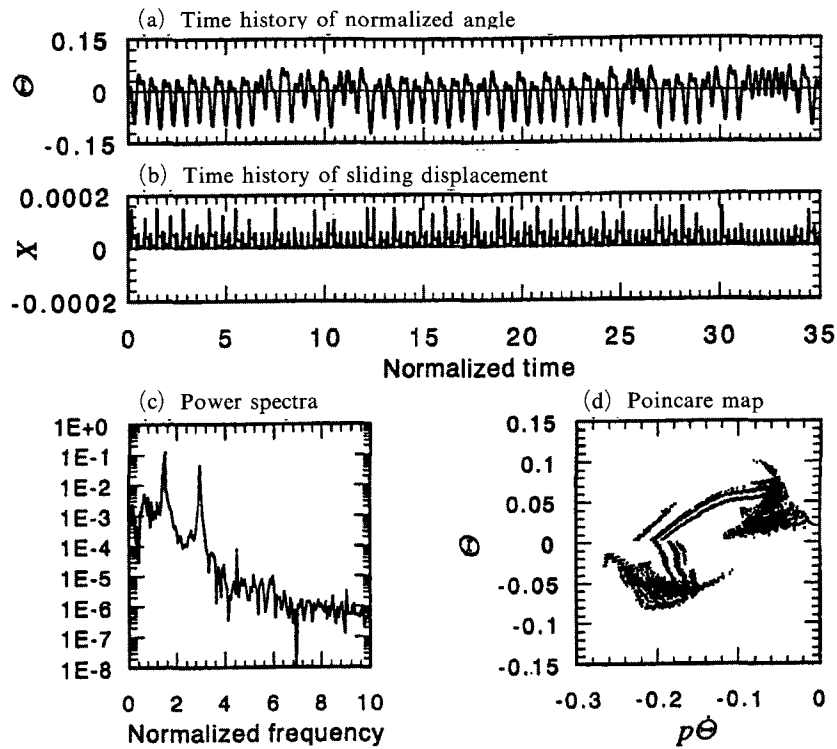 (a) Time history of normalized angle
0.15
Θ
0
-0.15
(b) Time history of sliding displacement
0.0002
X
0
-0.0002
0 5 10 15 20 25 30 35
Normalized time
(c) Power spectra
1E+0
1E-1
1E-2
1E-3
1E-4
1E-5
1E-6
1E-7
1E-8
0 2 4 6 8 10
Normalized frequency
(d) Poincare map
0.15
0.1
0.05
Θ
0
-0.05
-0.1
-0.15
-0.3 -0.2 -0.1 0
pΘ̇